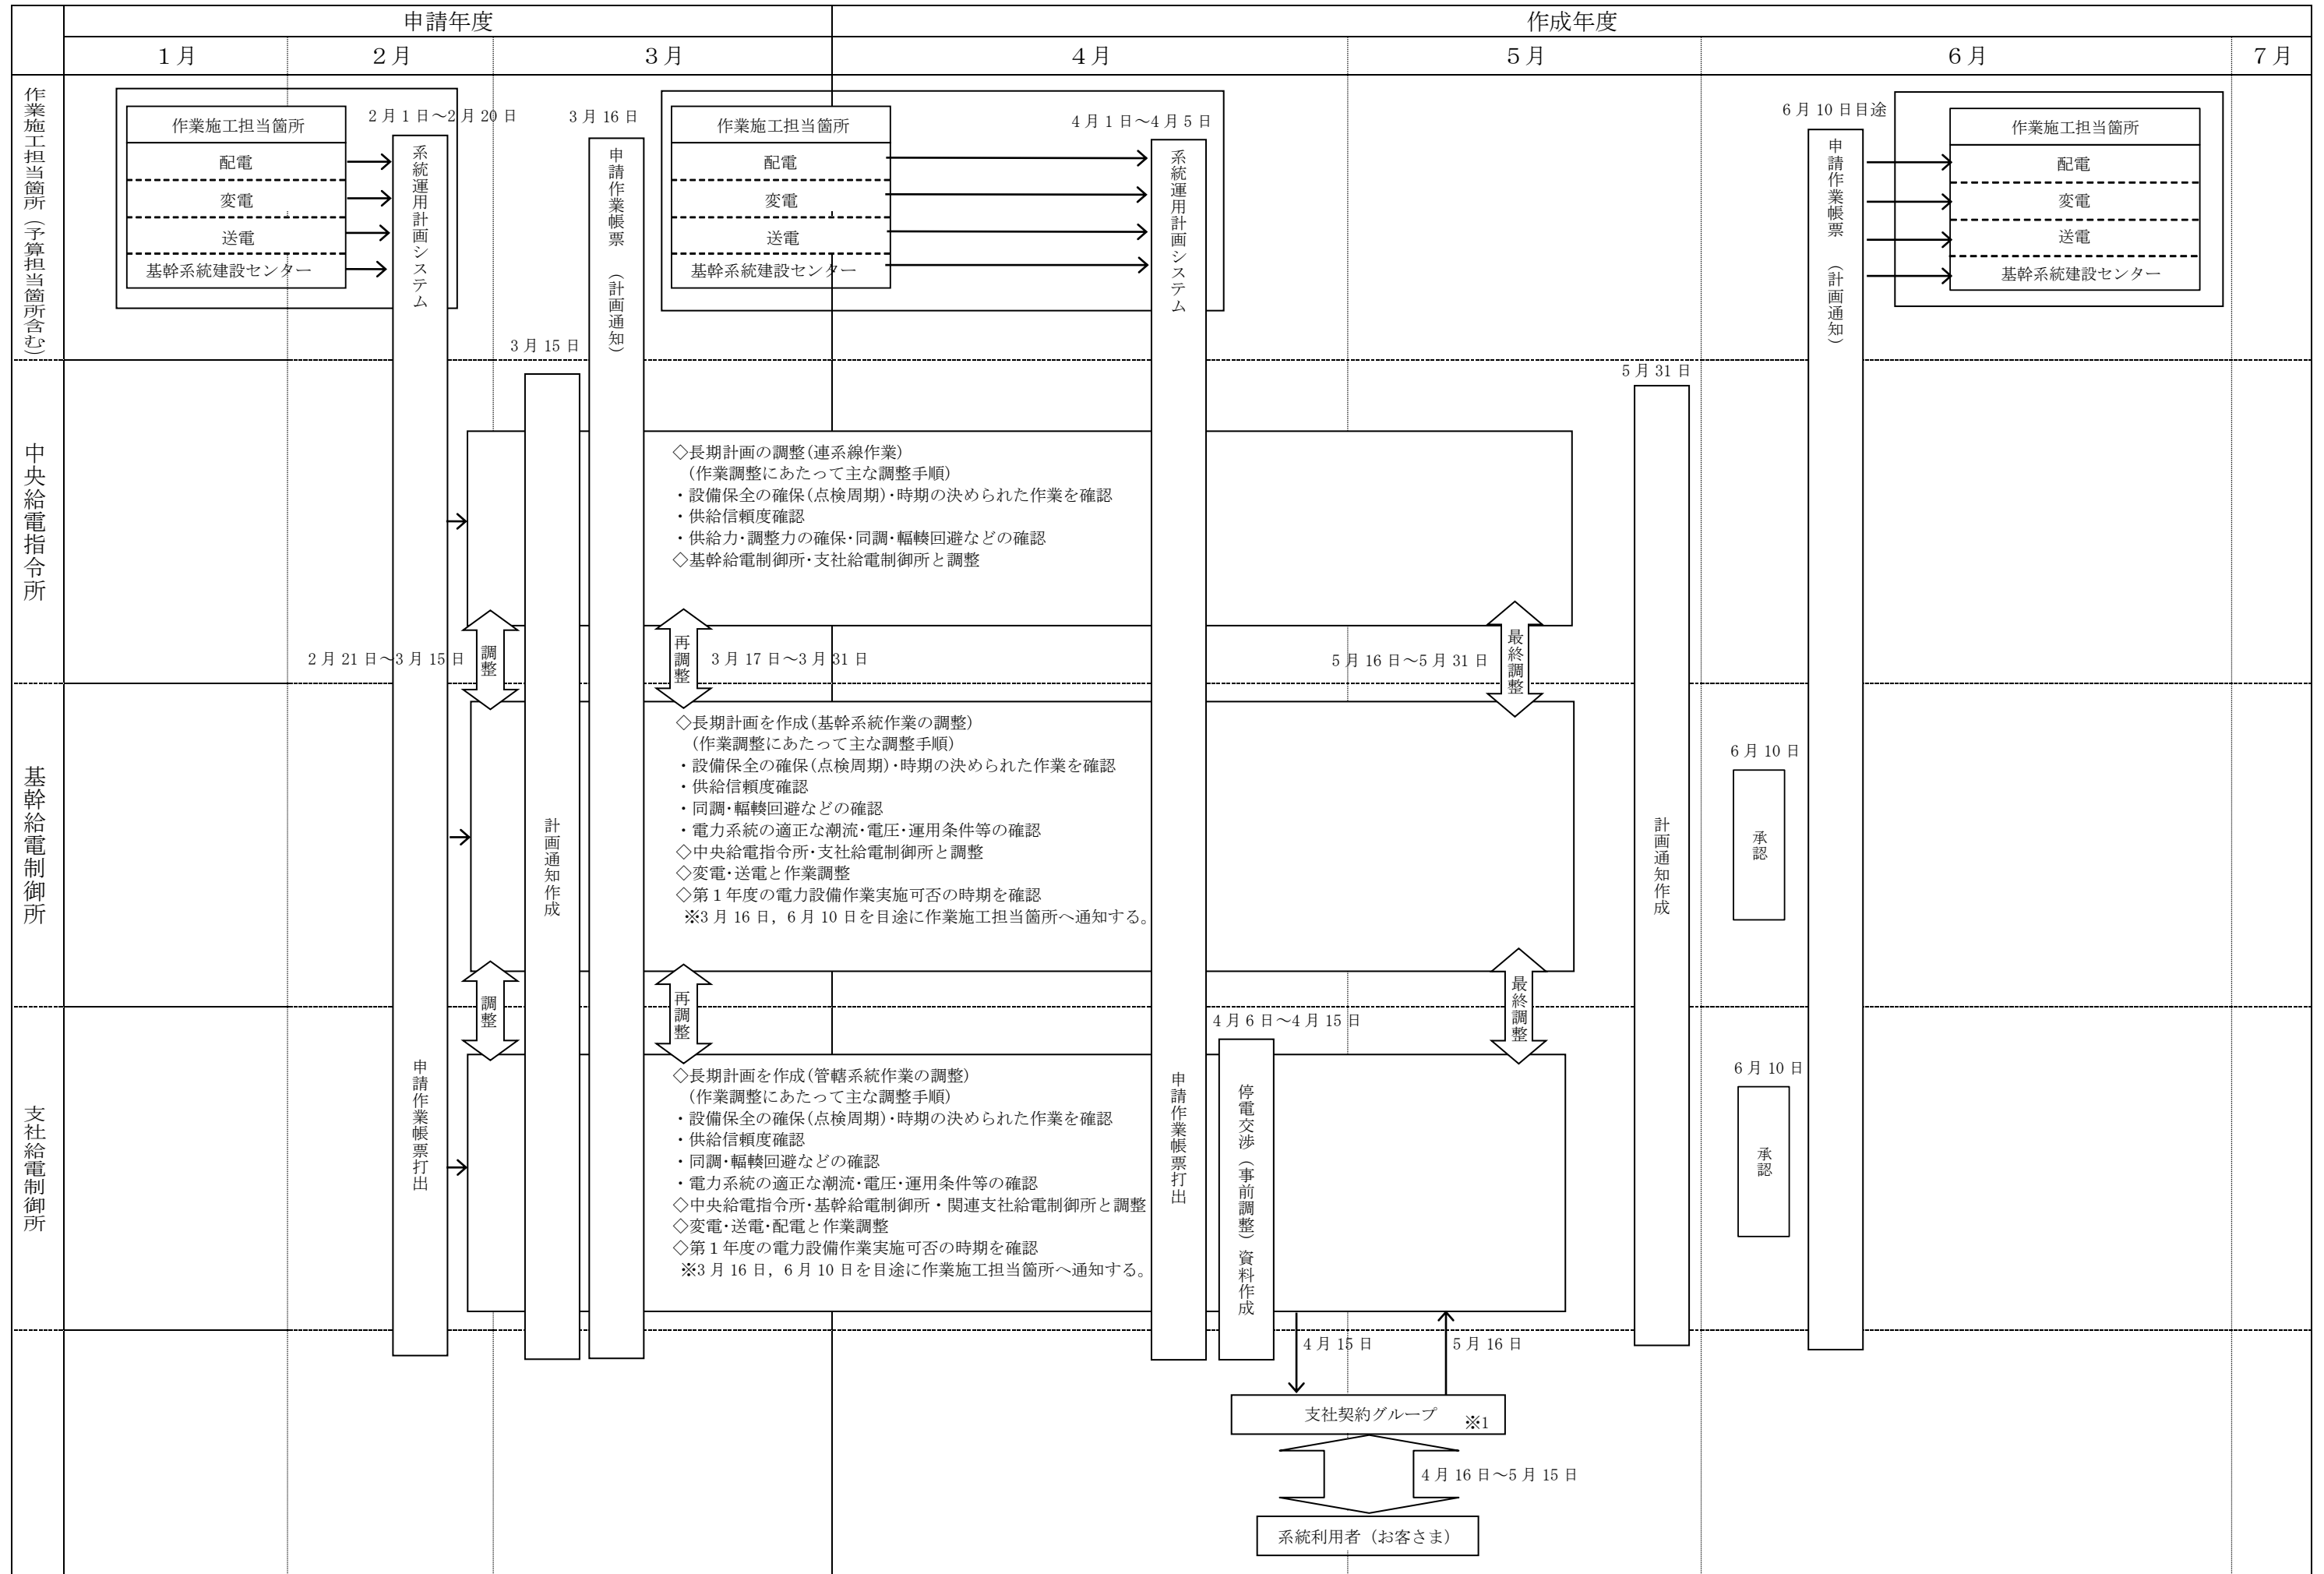 申請年度
作成年度
１月
２月
３月
４月
５月
６月
７月
作業施工担当箇所（予算担当箇所含む）
作業施工担当箇所
配電
変電
送電
基幹系統建設センター
2月1日～2月20日
系統運用計画システム
申請作業帳票打出
3月15日
計画通知作成
3月16日
申請作業帳票　（計画通知）
作業施工担当箇所
配電
変電
送電
基幹系統建設センター
4月1日～4月5日
系統運用計画システム
申請作業帳票打出
6月10日目途
申請作業帳票　（計画通知）
作業施工担当箇所
配電
変電
送電
基幹系統建設センター
中央給電指令所
◇長期計画の調整(連系線作業)
(作業調整にあたって主な調整手順)
・設備保全の確保(点検周期)･時期の決められた作業を確認
・供給信頼度確認
・供給力･調整力の確保･同調･輻輳回避などの確認
◇基幹給電制御所･支社給電制御所と調整
5月31日
計画通知作成
2月21日～3月15日
調整
再調整
3月17日～3月31日
5月16日～5月31日
最終調整
基幹給電制御所
◇長期計画を作成(基幹系統作業の調整)
(作業調整にあたって主な調整手順)
・設備保全の確保(点検周期)･時期の決められた作業を確認
・供給信頼度確認
・同調･輻輳回避などの確認
・電力系統の適正な潮流･電圧･運用条件等の確認
◇中央給電指令所･支社給電制御所と調整
◇変電･送電と作業調整
◇第１年度の電力設備作業実施可否の時期を確認
※3月16日，6月10日を目途に作業施工担当箇所へ通知する。
6月10日
承認
調整
再調整
最終調整
支社給電制御所
◇長期計画を作成(管轄系統作業の調整)
(作業調整にあたって主な調整手順)
・設備保全の確保(点検周期)･時期の決められた作業を確認
・供給信頼度確認
・同調･輻輳回避などの確認
・電力系統の適正な潮流･電圧･運用条件等の確認
◇中央給電指令所･基幹給電制御所・関連支社給電制御所と調整
◇変電･送電･配電と作業調整
◇第１年度の電力設備作業実施可否の時期を確認
※3月16日，6月10日を目途に作業施工担当箇所へ通知する。
4月6日～4月15日
停電交渉（事前調整）資料作成
6月10日
承認
4月15日
5月16日
支社契約グループ　※1
4月16日～5月15日
系統利用者（お客さま）